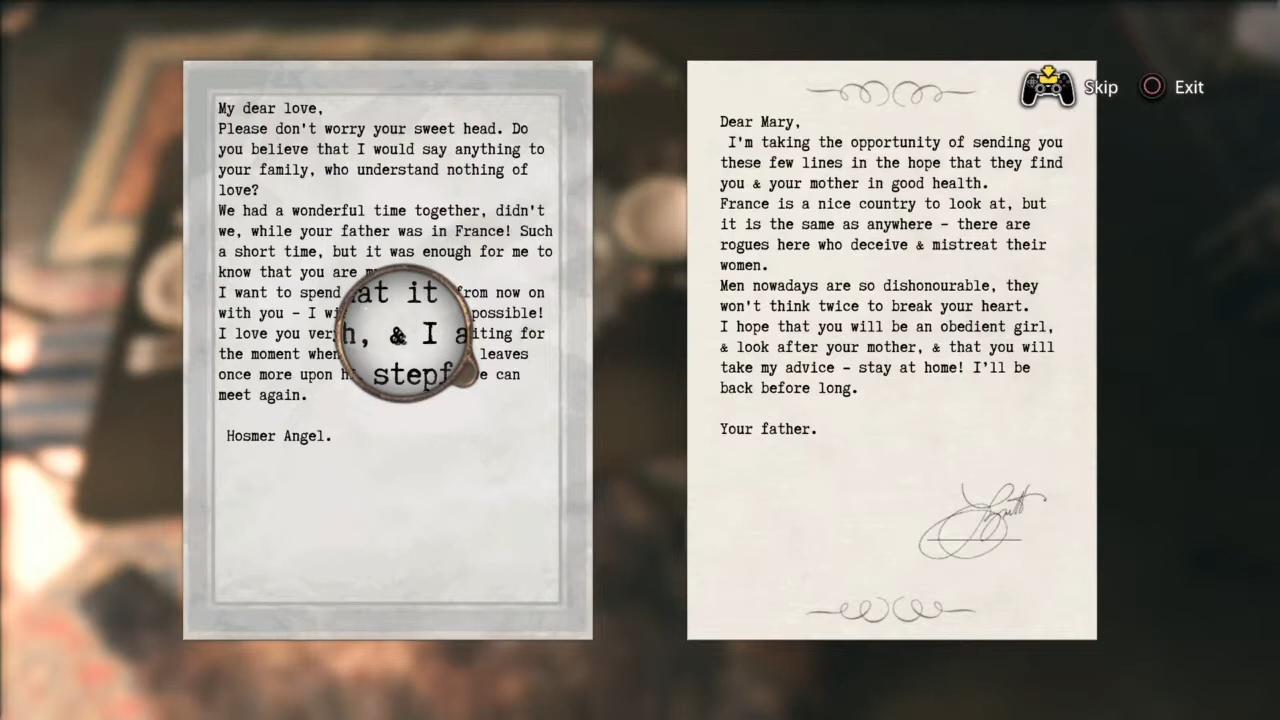 My dear love,
Please don't worry your sweet head. Do
you believe that I would say anything to
your family, who understand nothing of
love?
We had a wonderful time together, didn't
we, while your father was in France! Such
a short time, but it was enough for me to
know that you are
I want to spend at it from now on
with you – I possible!
I love you h, & I iting for
the moment leaves
once more upon stepf e can
meet again.
Hosmer Angel.
Dear Mary,
I'm taking the opportunity of sending you
these few lines in the hope that they find
you & your mother in good health.
France is a nice country to look at, but
it is the same as anywhere – there are
rogues here who deceive & mistreat their
women.
Men nowadays are so dishonourable, they
won't think twice to break your heart.
I hope that you will be an obedient girl,
& look after your mother, & that you will
take my advice – stay at home! I'll be
back before long.
Your father.
Skip
Exit